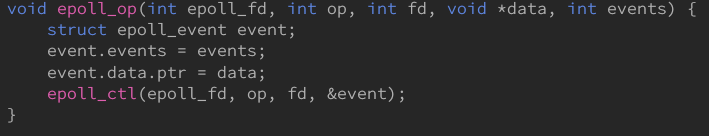 void epoll_op(int epoll_fd, int op, int fd, void *data, int events) {
    struct epoll_event event;
    event.events = events;
    event.data.ptr = data;
    epoll_ctl(epoll_fd, op, fd, &event);
}